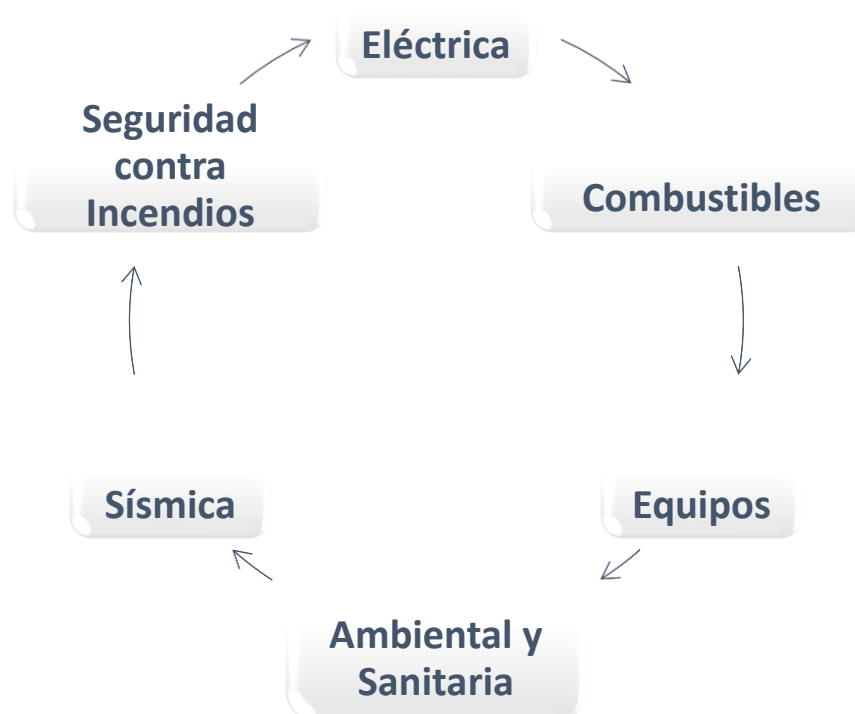 Eléctrica
Combustibles
Equipos
Ambiental y
Sanitaria
Sísmica
Seguridad
contra
Incendios